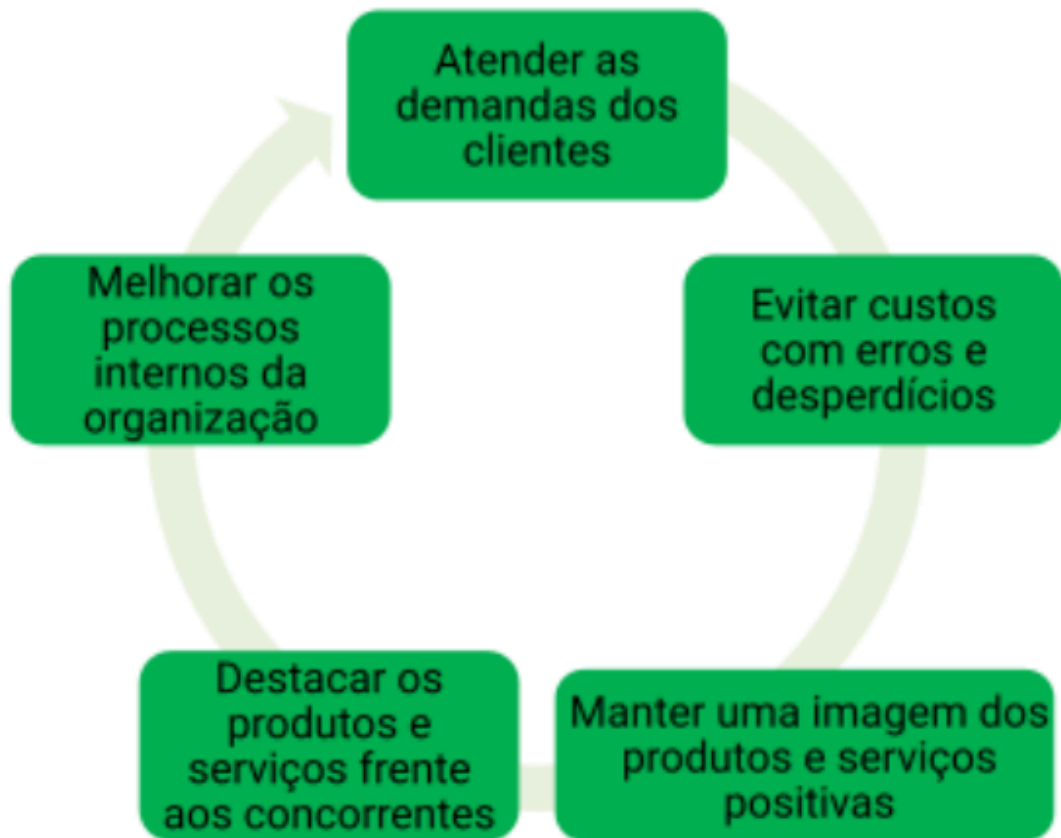 Atender as
demandas dos
clientes
Evitar custos
com erros e
desperdícios
Manter uma imagem dos
produtos e serviços
positivas
Destacar os
produtos e
serviços frente
aos concorrentes
Melhorar os
processos
internos da
organização